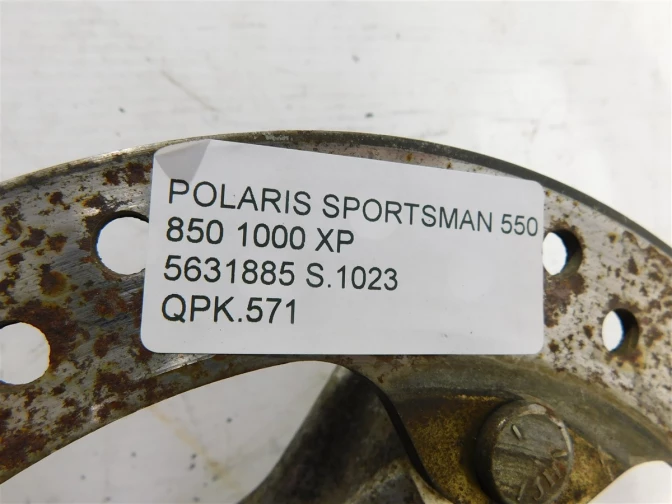 POLARIS SPORTSMAN 550
850 1000 XP
5631885 S.1023
QPK.571